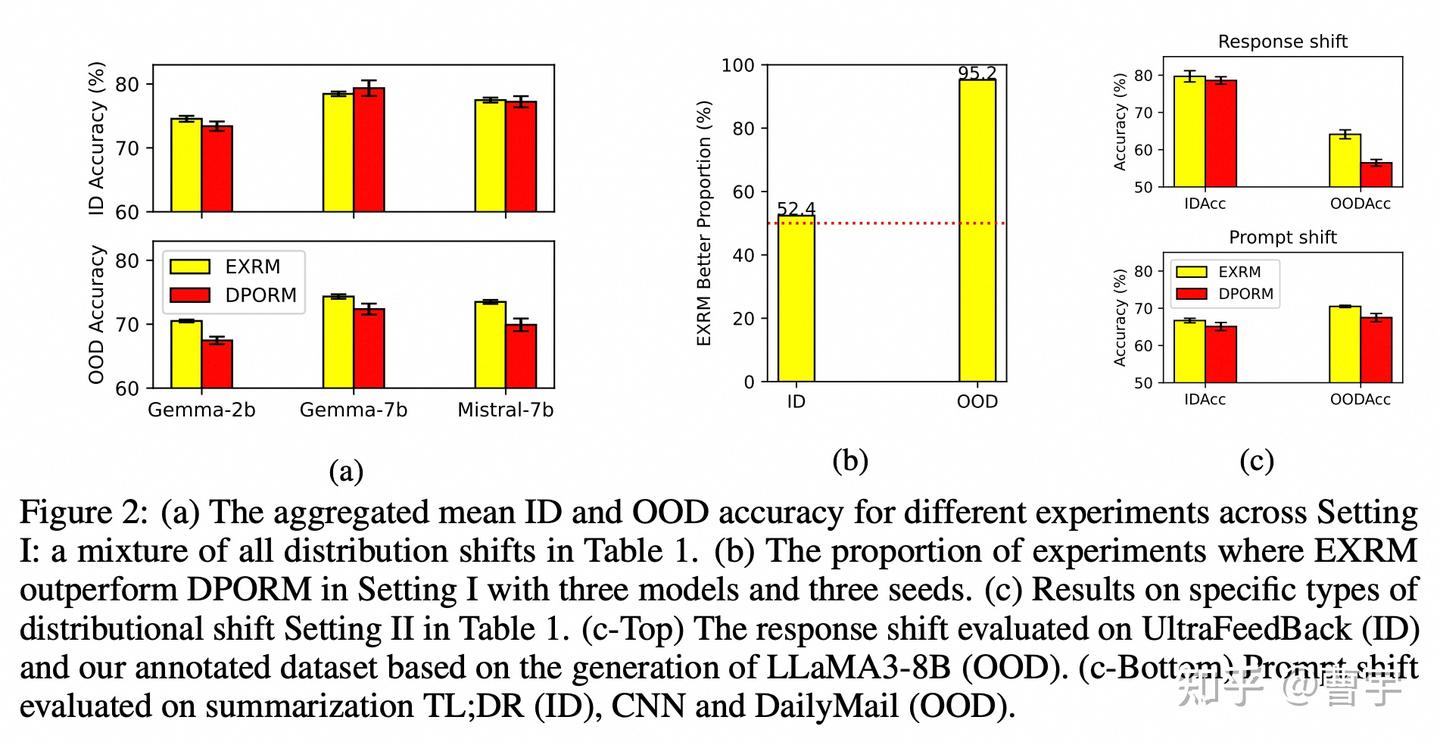 80
70
60
ID Accuracy (%)
80
70
60
OOD Accuracy
EXRM
DPORM
Gemma-2b
Gemma-7b
Mistral-7b
(a)
100
80
60
40
20
0
EXRM Better Proportion (%)
52.4
95.2
ID
OOD
(b)
Response shift
80
70
60
50
Accuracy (%)
IDAcc
OODAcc
Prompt shift
80
70
60
50
Accuracy (%)
EXRM
DPORM
IDAcc
OODAcc
(c)
Figure 2: (a) The aggregated mean ID and OOD accuracy for different experiments across Setting
I: a mixture of all distribution shifts in Table 1. (b) The proportion of experiments where EXRM
outperform DPORM in Setting I with three models and three seeds. (c) Results on specific types of
distributional shift Setting II in Table 1. (c-Top) The response shift evaluated on UltraFeedBack (ID)
and our annotated dataset based on the generation of LLaMA3-8B (OOD). (c-Bottom) Prompt shift
evaluated on summarization TL;DR (ID), CNN and DailyMail (OOD).
知乎 @曹宇